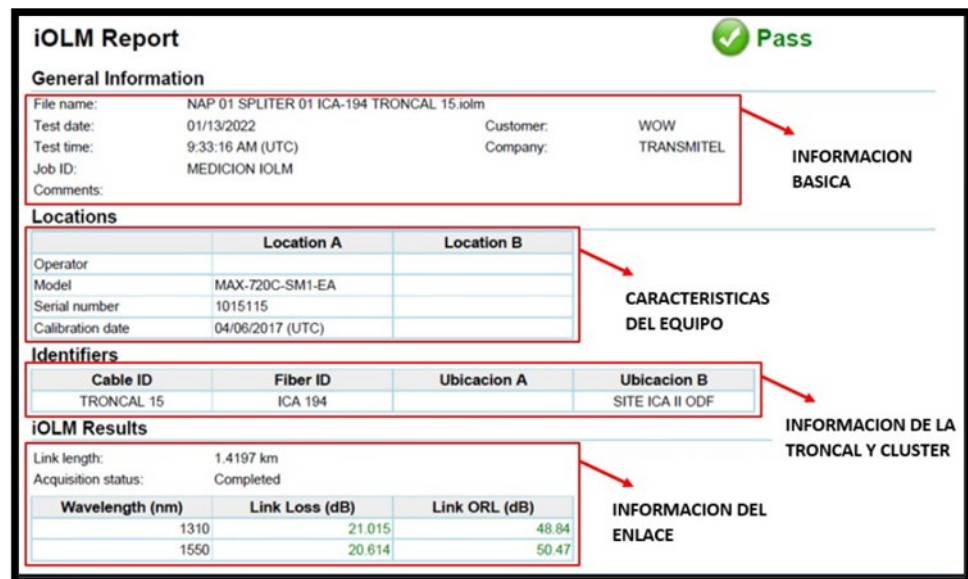 iOLM Report
Pass
General Information
File name: NAP 01 SPLITER 01 ICA-194 TRONCAL 15.iolm
Test date: 01/13/2022 Customer: WOW
Test time: 9:33:16 AM (UTC) Company: TRANSMITEL
Job ID: MEDICION IOLM
Comments:
INFORMACION
BASICA
Locations
Location A Location B
Operator
Model MAX-720C-SM1-EA
Serial number 1015115
Calibration date 04/06/2017 (UTC)
CARACTERISTICAS
DEL EQUIPO
Identifiers
Cable ID Fiber ID Ubicacion A Ubicacion B
TRONCAL 15 ICA 194 SITE ICA II ODF
INFORMACION DE LA
TRONCAL Y CLUSTER
iOLM Results
Link length: 1.4197 km
Acquisition status: Completed
Wavelength (nm) Link Loss (dB) Link ORL (dB)
1310 21.015 48.84
1550 20.614 50.47
INFORMACION DEL
ENLACE